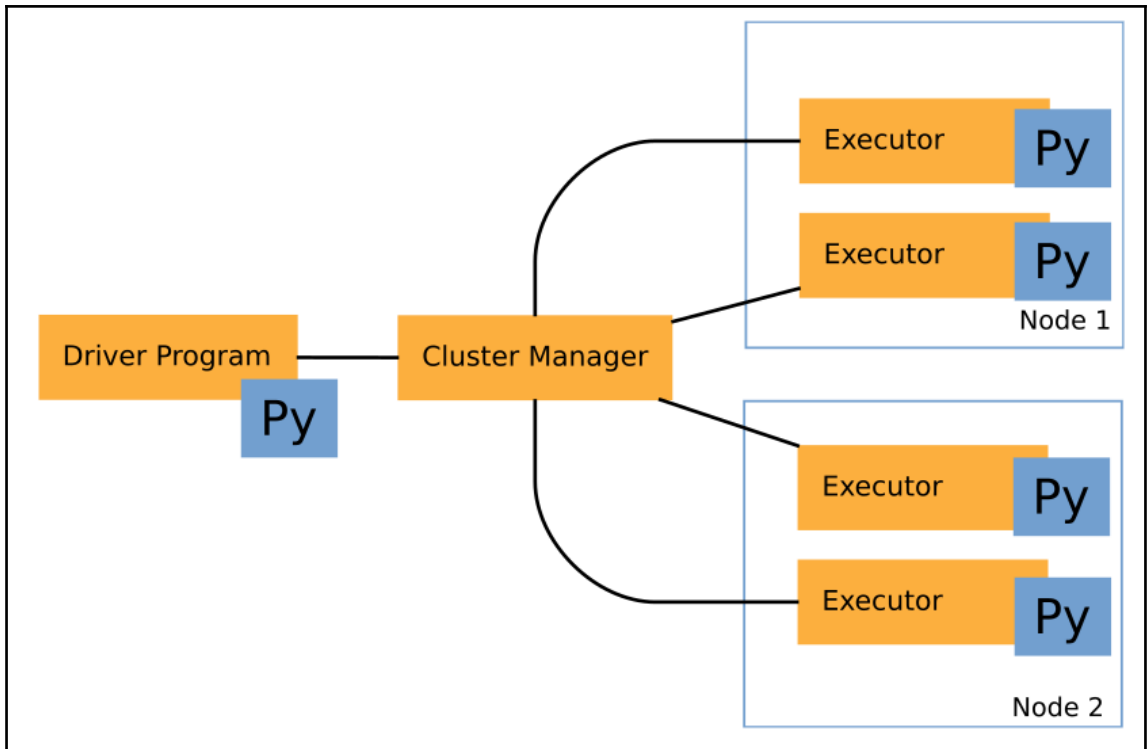 Executor
Py
Executor
Py
Node 1
Driver Program
Py
Cluster Manager
Executor
Py
Executor
Py
Node 2